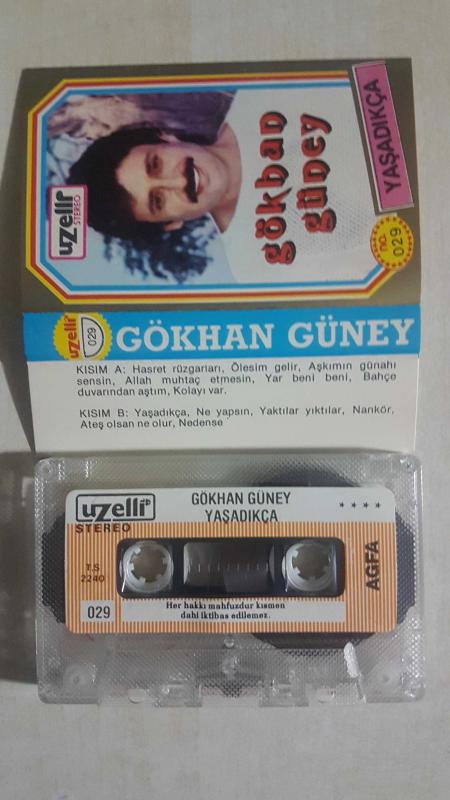 uzelli
STEREO
gökhan
güney
YAŞADIKÇA
no.
029
uzelli
029
GÖKHAN GÜNEY
KISIM A: Hasret rüzgarları, Ölesim gelir, Aşkımın günahı
sensin, Allah muhtaç etmesin, Yar beni beni, Bahçe
duvarından aştım, Kolayı var.
KISIM B: Yaşadıkça, Ne yapsın, Yaktılar yıktılar, Nankör,
Ateş olsan ne olur, Nedense
uzelli
STEREO
GÖKHAN GÜNEY
YAŞADIKÇA
* * * *
T.S
2240
AGFA
029
Her hakkı mahfuzdur kısmen
dahi iktibas edilemez.